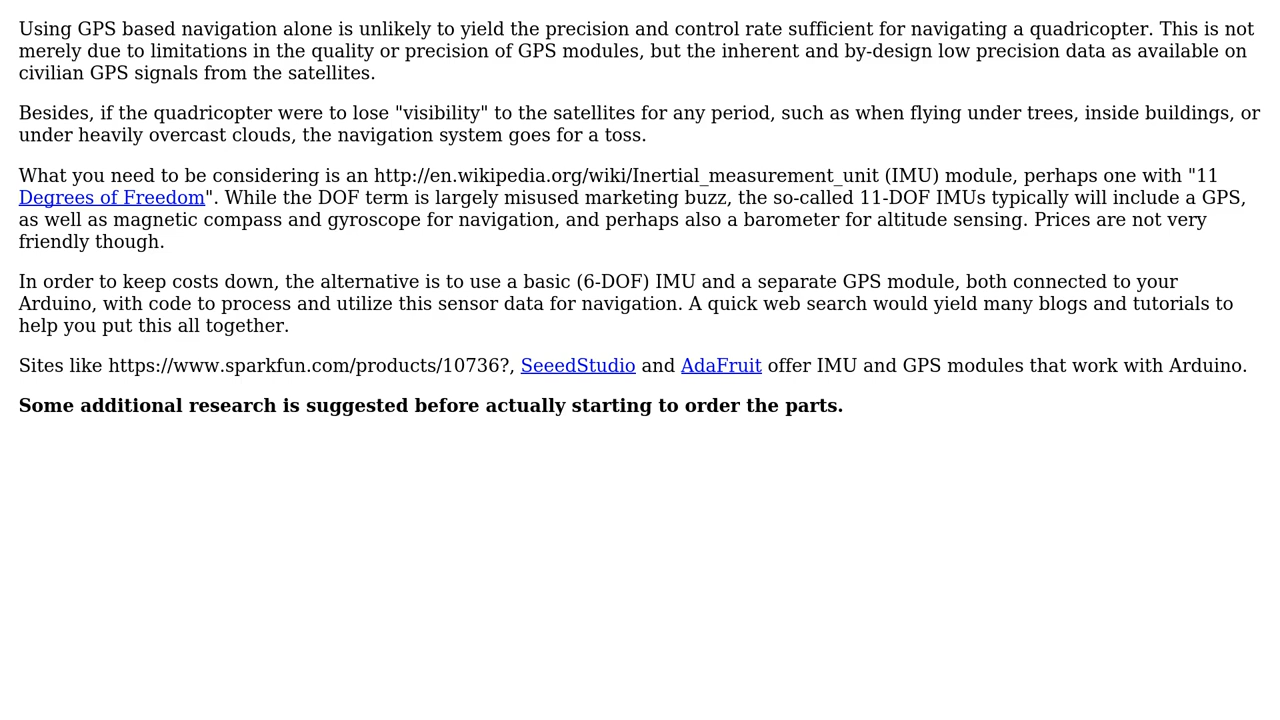 Using GPS based navigation alone is unlikely to yield the precision and control rate sufficient for navigating a quadricopter. This is not
merely due to limitations in the quality or precision of GPS modules, but the inherent and by-design low precision data as available on
civilian GPS signals from the satellites.
Besides, if the quadricopter were to lose "visibility" to the satellites for any period, such as when flying under trees, inside buildings, or
under heavily overcast clouds, the navigation system goes for a toss.
What you need to be considering is an http://en.wikipedia.org/wiki/Inertial_measurement_unit (IMU) module, perhaps one with "11
Degrees of Freedom". While the DOF term is largely misused marketing buzz, the so-called 11-DOF IMUs typically will include a GPS,
as well as magnetic compass and gyroscope for navigation, and perhaps also a barometer for altitude sensing. Prices are not very
friendly though.
In order to keep costs down, the alternative is to use a basic (6-DOF) IMU and a separate GPS module, both connected to your
Arduino, with code to process and utilize this sensor data for navigation. A quick web search would yield many blogs and tutorials to
help you put this all together.
Sites like https://www.sparkfun.com/products/10736?, SeeedStudio and AdaFruit offer IMU and GPS modules that work with Arduino.
Some additional research is suggested before actually starting to order the parts.